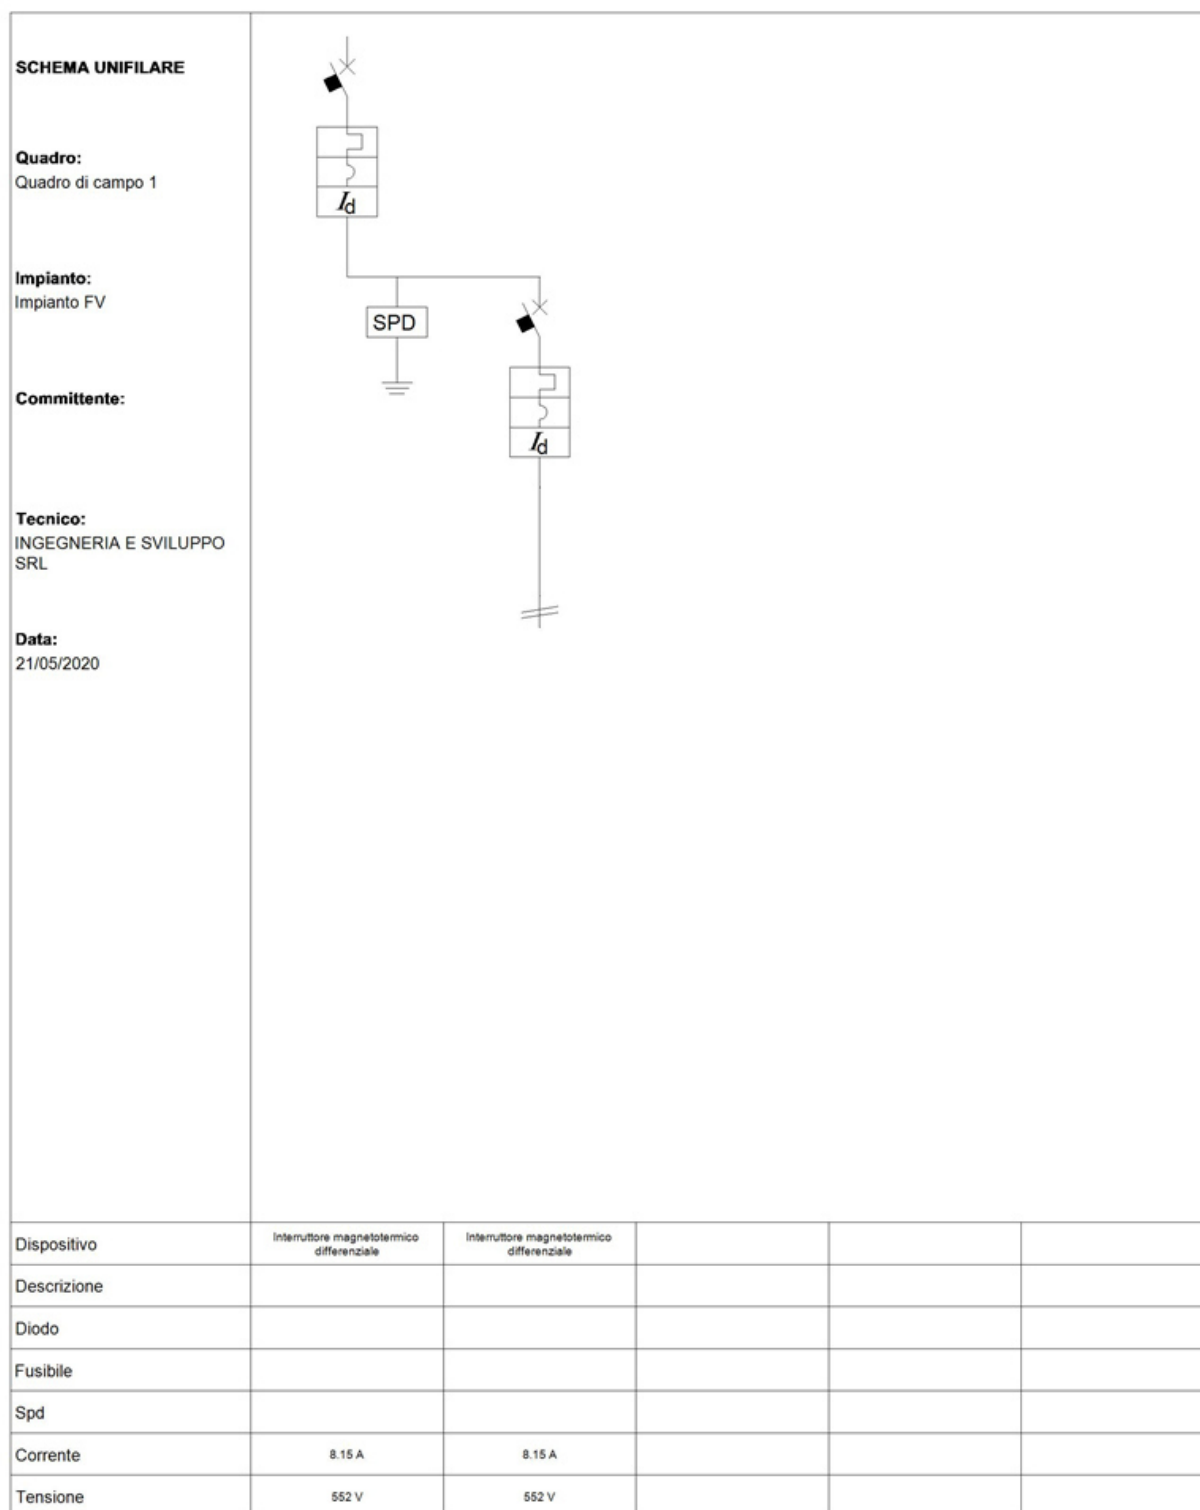 SCHEMA UNIFILARE
Quadro:
Quadro di campo 1
Impianto:
Impianto FV
Committente:
Tecnico:
INGEGNERIA E SVILUPPO
SRL
Data:
21/05/2020
Id
SPD
Id
Dispositivo
Interruttore magnetotermico
differenziale
Interruttore magnetotermico
differenziale
Descrizione
Diodo
Fusibile
Spd
Corrente 8.15 A 8.15 A
Tensione 552 V 552 V